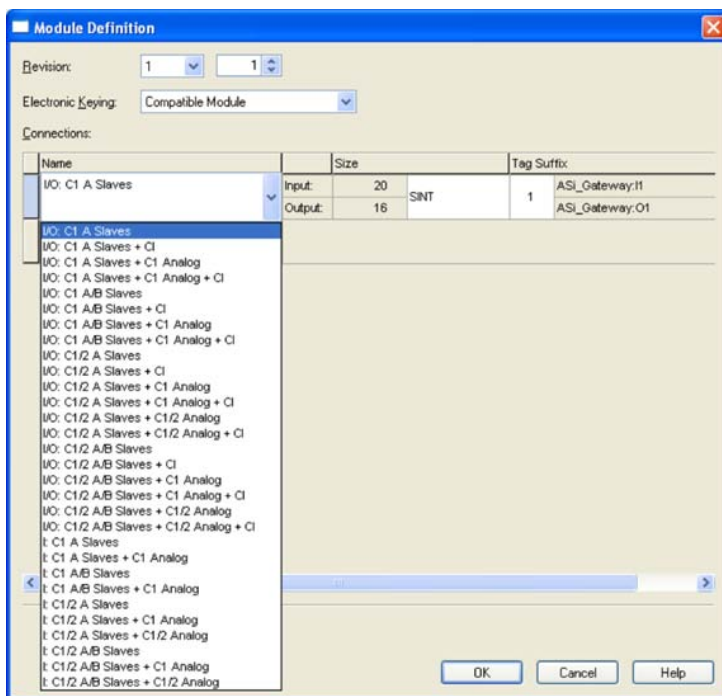 Module Definition
Revision: 1 1
Electronic Keying: Compatible Module
Connections:
Name Size Tag Suffix
I/O: C1 A Slaves Input: 20 SINT 1 ASi_Gateway:I1
Output: 16 ASi_Gateway:O1
I/O: C1 A Slaves
I/O: C1 A Slaves + CI
I/O: C1 A Slaves + C1 Analog
I/O: C1 A Slaves + C1 Analog + CI
I/O: C1 A/B Slaves
I/O: C1 A/B Slaves + CI
I/O: C1 A/B Slaves + C1 Analog
I/O: C1 A/B Slaves + C1 Analog + CI
I/O: C1/2 A Slaves
I/O: C1/2 A Slaves + CI
I/O: C1/2 A Slaves + C1 Analog
I/O: C1/2 A Slaves + C1 Analog + CI
I/O: C1/2 A Slaves + C1/2 Analog
I/O: C1/2 A Slaves + C1/2 Analog + CI
I/O: C1/2 A/B Slaves
I/O: C1/2 A/B Slaves + CI
I/O: C1/2 A/B Slaves + C1 Analog
I/O: C1/2 A/B Slaves + C1 Analog + CI
I/O: C1/2 A/B Slaves + C1/2 Analog
I/O: C1/2 A/B Slaves + C1/2 Analog + CI
I: C1 A Slaves
I: C1 A Slaves + C1 Analog
I: C1 A/B Slaves
I: C1 A/B Slaves + C1 Analog
I: C1/2 A Slaves
I: C1/2 A Slaves + C1 Analog
I: C1/2 A Slaves + C1/2 Analog
I: C1/2 A/B Slaves
I: C1/2 A/B Slaves + C1 Analog
I: C1/2 A/B Slaves + C1/2 Analog
OK Cancel Help